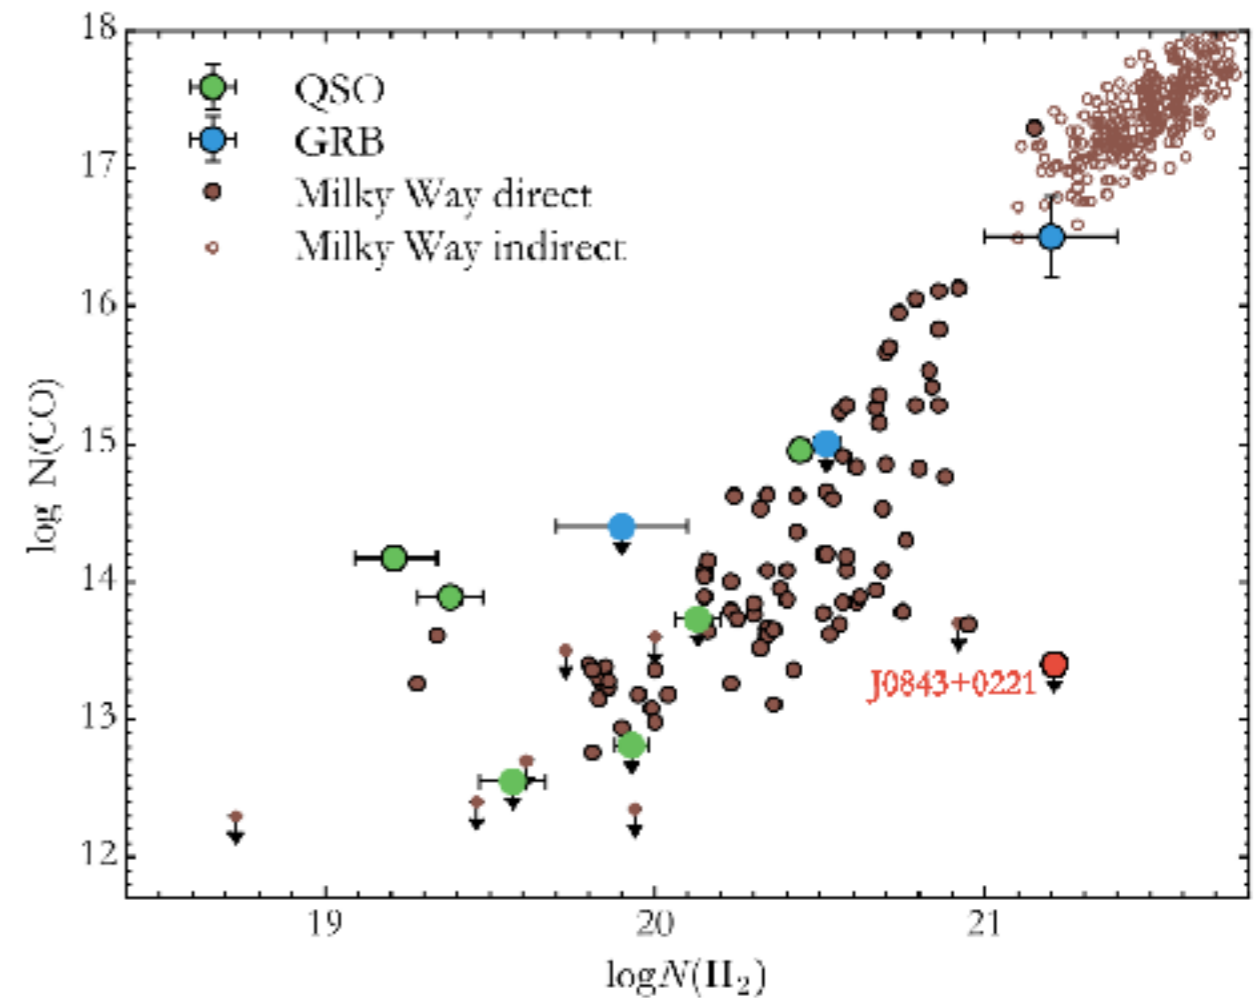 18
17
16
15
14
13
12
log N(CO)
QSO
GRB
Milky Way direct
Milky Way indirect
J0843+0221
19 20 21
logN(H₂)